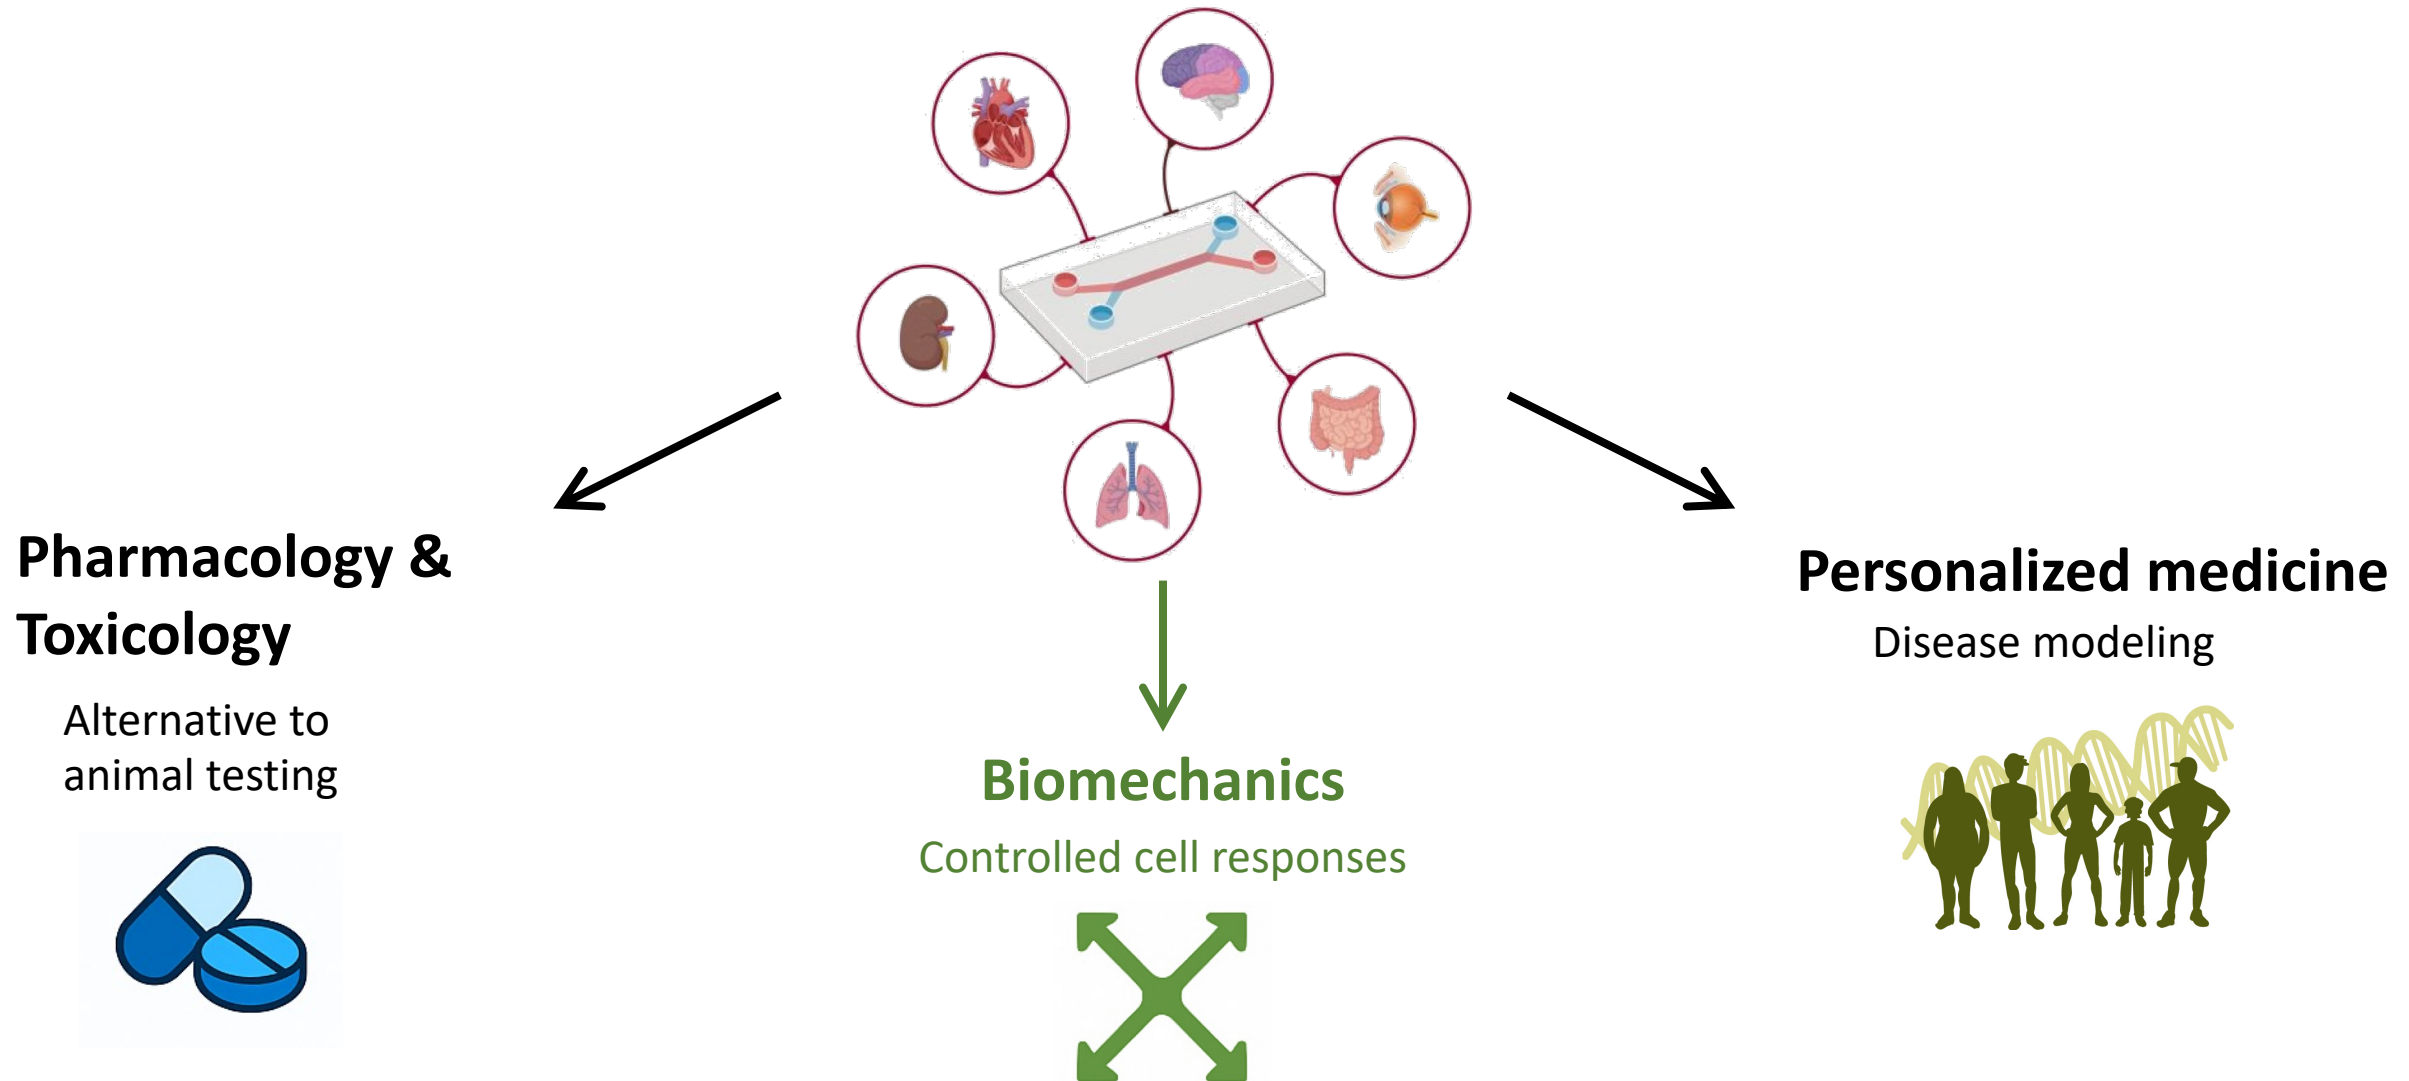 Pharmacology &
Toxicology
Alternative to
animal testing
Biomechanics
Controlled cell responses
Personalized medicine
Disease modeling